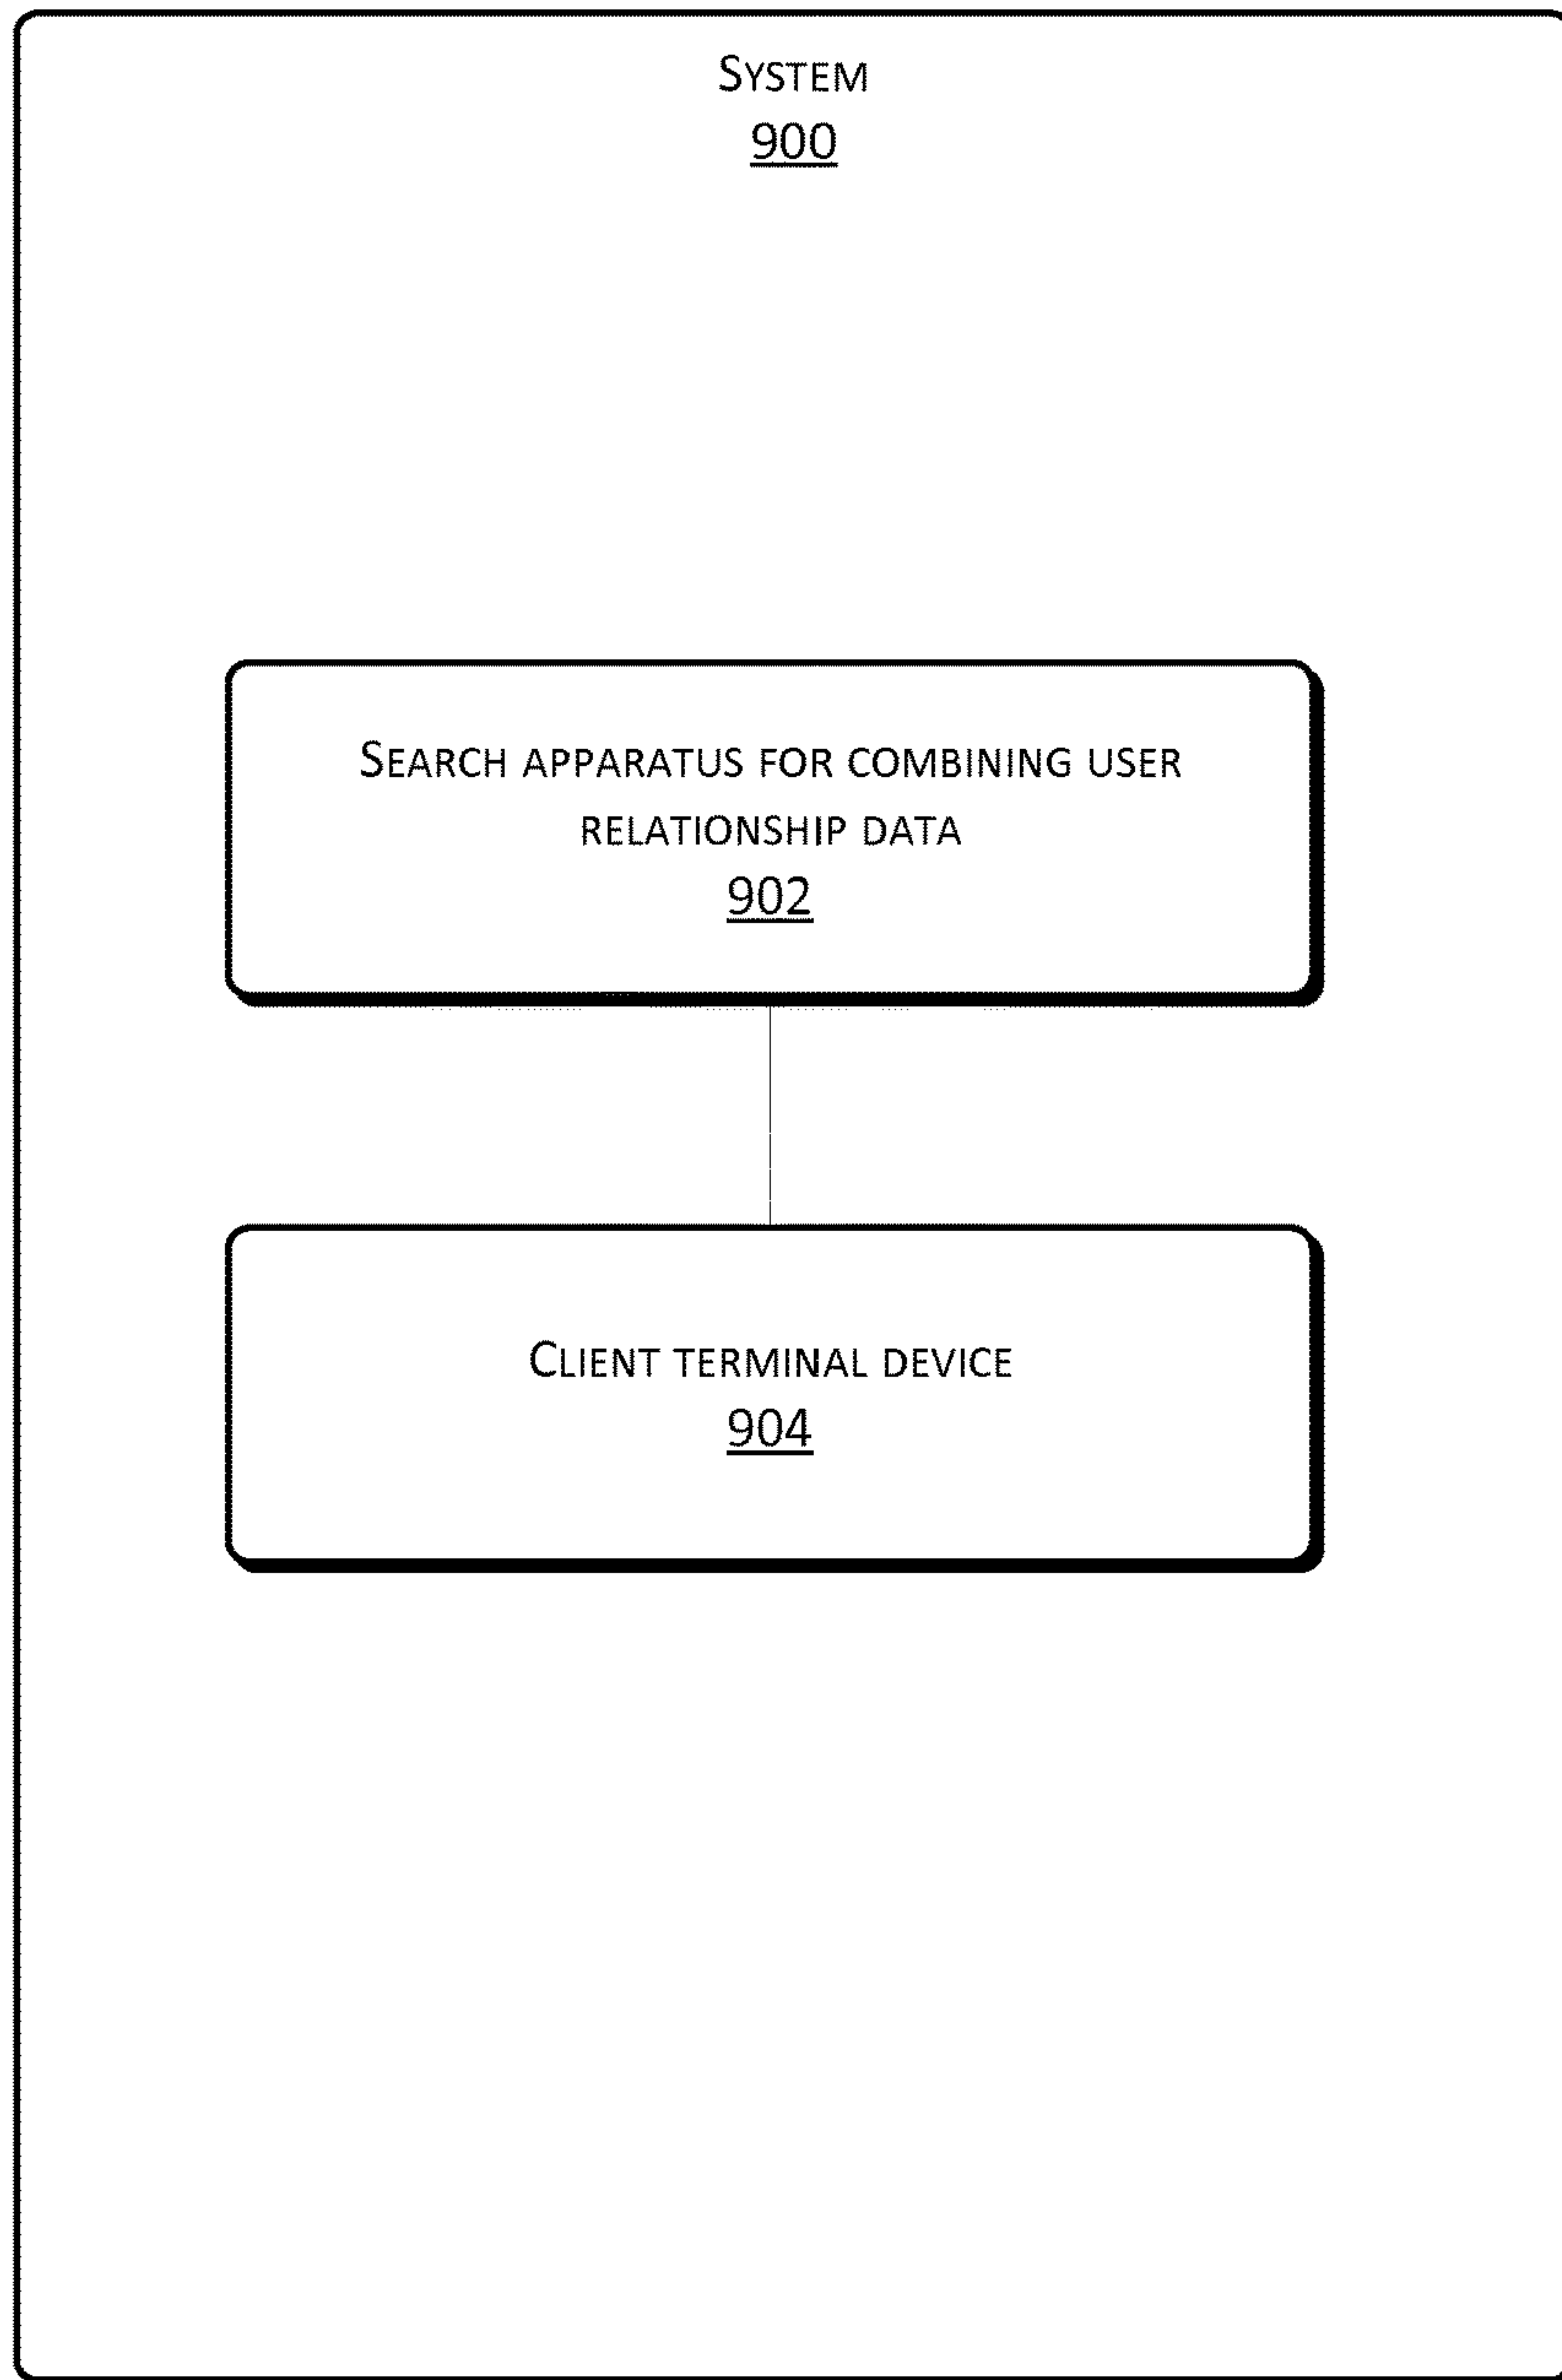 SYSTEM
900
SEARCH APPARATUS FOR COMBINING USER
RELATIONSHIP DATA
902
CLIENT TERMINAL DEVICE
904